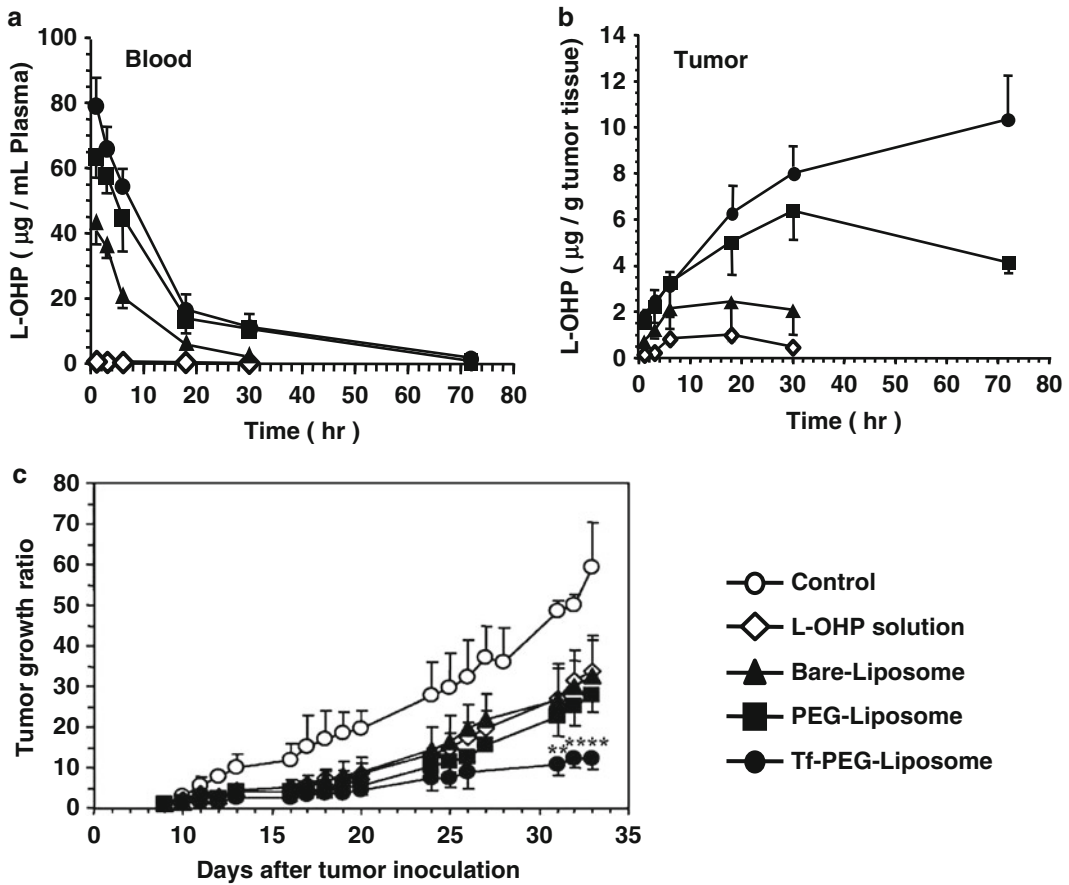 a
Blood
L-OHP ( μg / mL Plasma)
100
80
60
40
20
0
0 10 20 30 40 50 60 70 80
Time ( hr )
b
Tumor
L-OHP ( μg / g tumor tissue)
14
12
10
8
6
4
2
0
0 10 20 30 40 50 60 70 80
Time ( hr )
c
Tumor growth ratio
80
70
60
50
40
30
20
10
0
** ****
0 10 15 20 25 30 35
Days after tumor inoculation
Control
L-OHP solution
Bare-Liposome
PEG-Liposome
Tf-PEG-Liposome